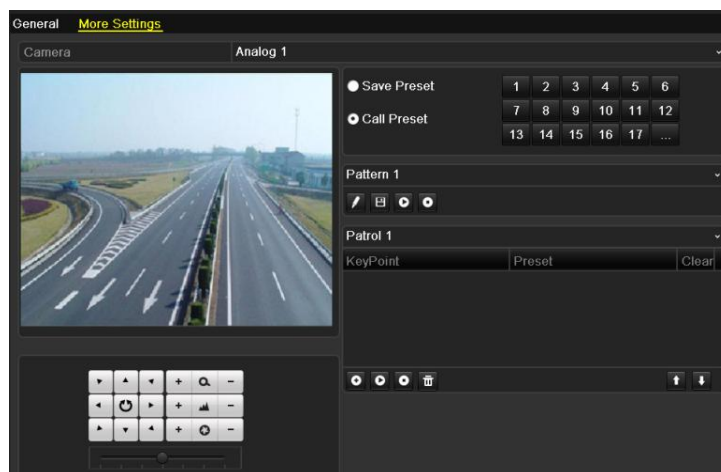 General More Settings
Camera Analog 1
Save Preset
Call Preset
1 2 3 4 5 6
7 8 9 10 11 12
13 14 15 16 17 ...
Pattern 1
Patrol 1
KeyPoint Preset Clear